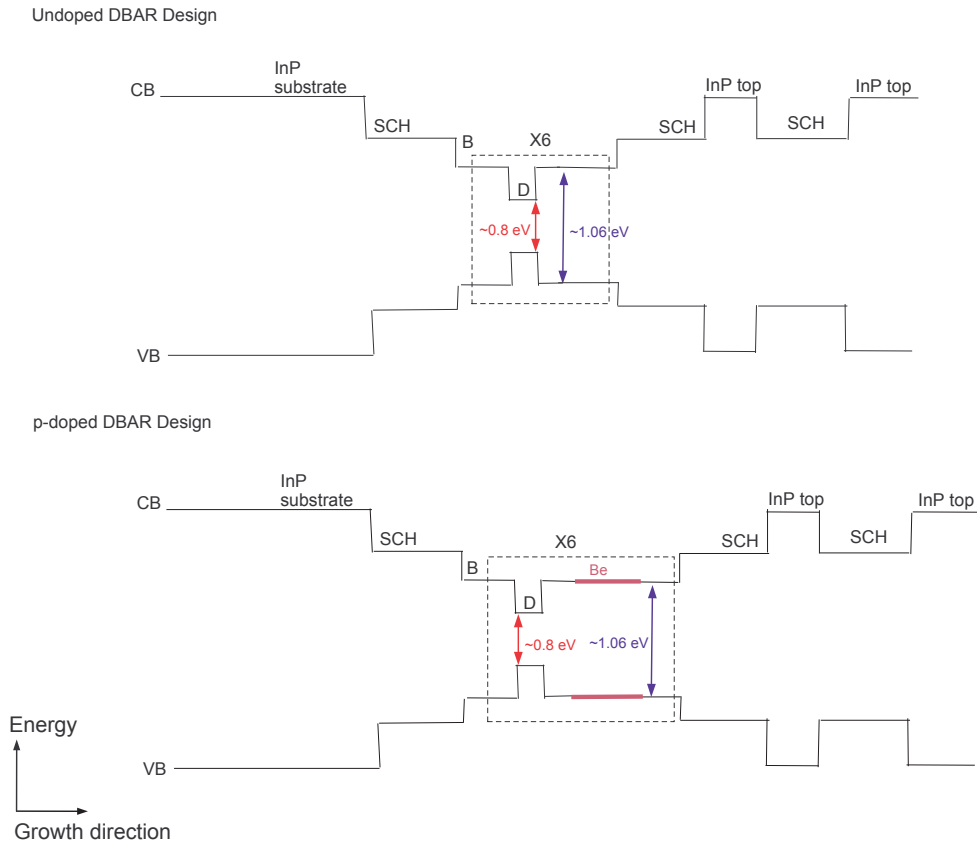 Undoped DBAR Design
InP
substrate
CB
InP top
InP top
SCH
SCH
SCH
B
X6
D
~0.8 eV
~1.06 eV
VB
p-doped DBAR Design
InP
substrate
CB
InP top
InP top
SCH
SCH
SCH
X6
B
Be
D
~0.8 eV
~1.06 eV
Energy
VB
Growth direction